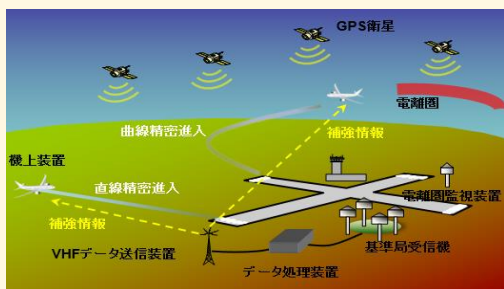 GPS衛星
電離圏
曲線精密進入
補強情報
機上装置
直線精密進入
電離圏監視装置
補強情報
VHFデータ送信装置
基準局受信機
データ処理装置